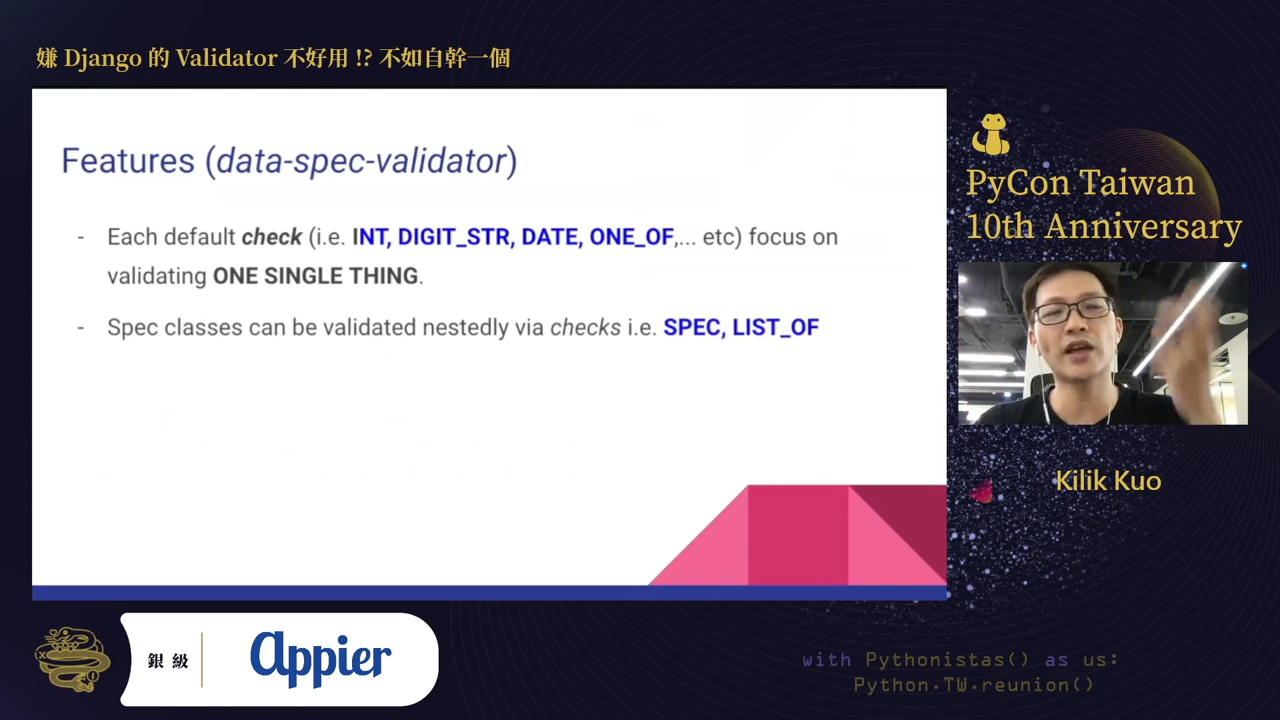 嫌 Django 的 Validator 不好用 !? 不如自幹一個
Features (data-spec-validator)
- Each default check (i.e. INT, DIGIT_STR, DATE, ONE_OF,... etc) focus on
validating ONE SINGLE THING.
- Spec classes can be validated nestedly via checks i.e. SPEC, LIST_OF
PyCon Taiwan
10th Anniversary
Kilik Kuo
銀級
appier
with Pythonistas() as us:
Python.TW.reunion()